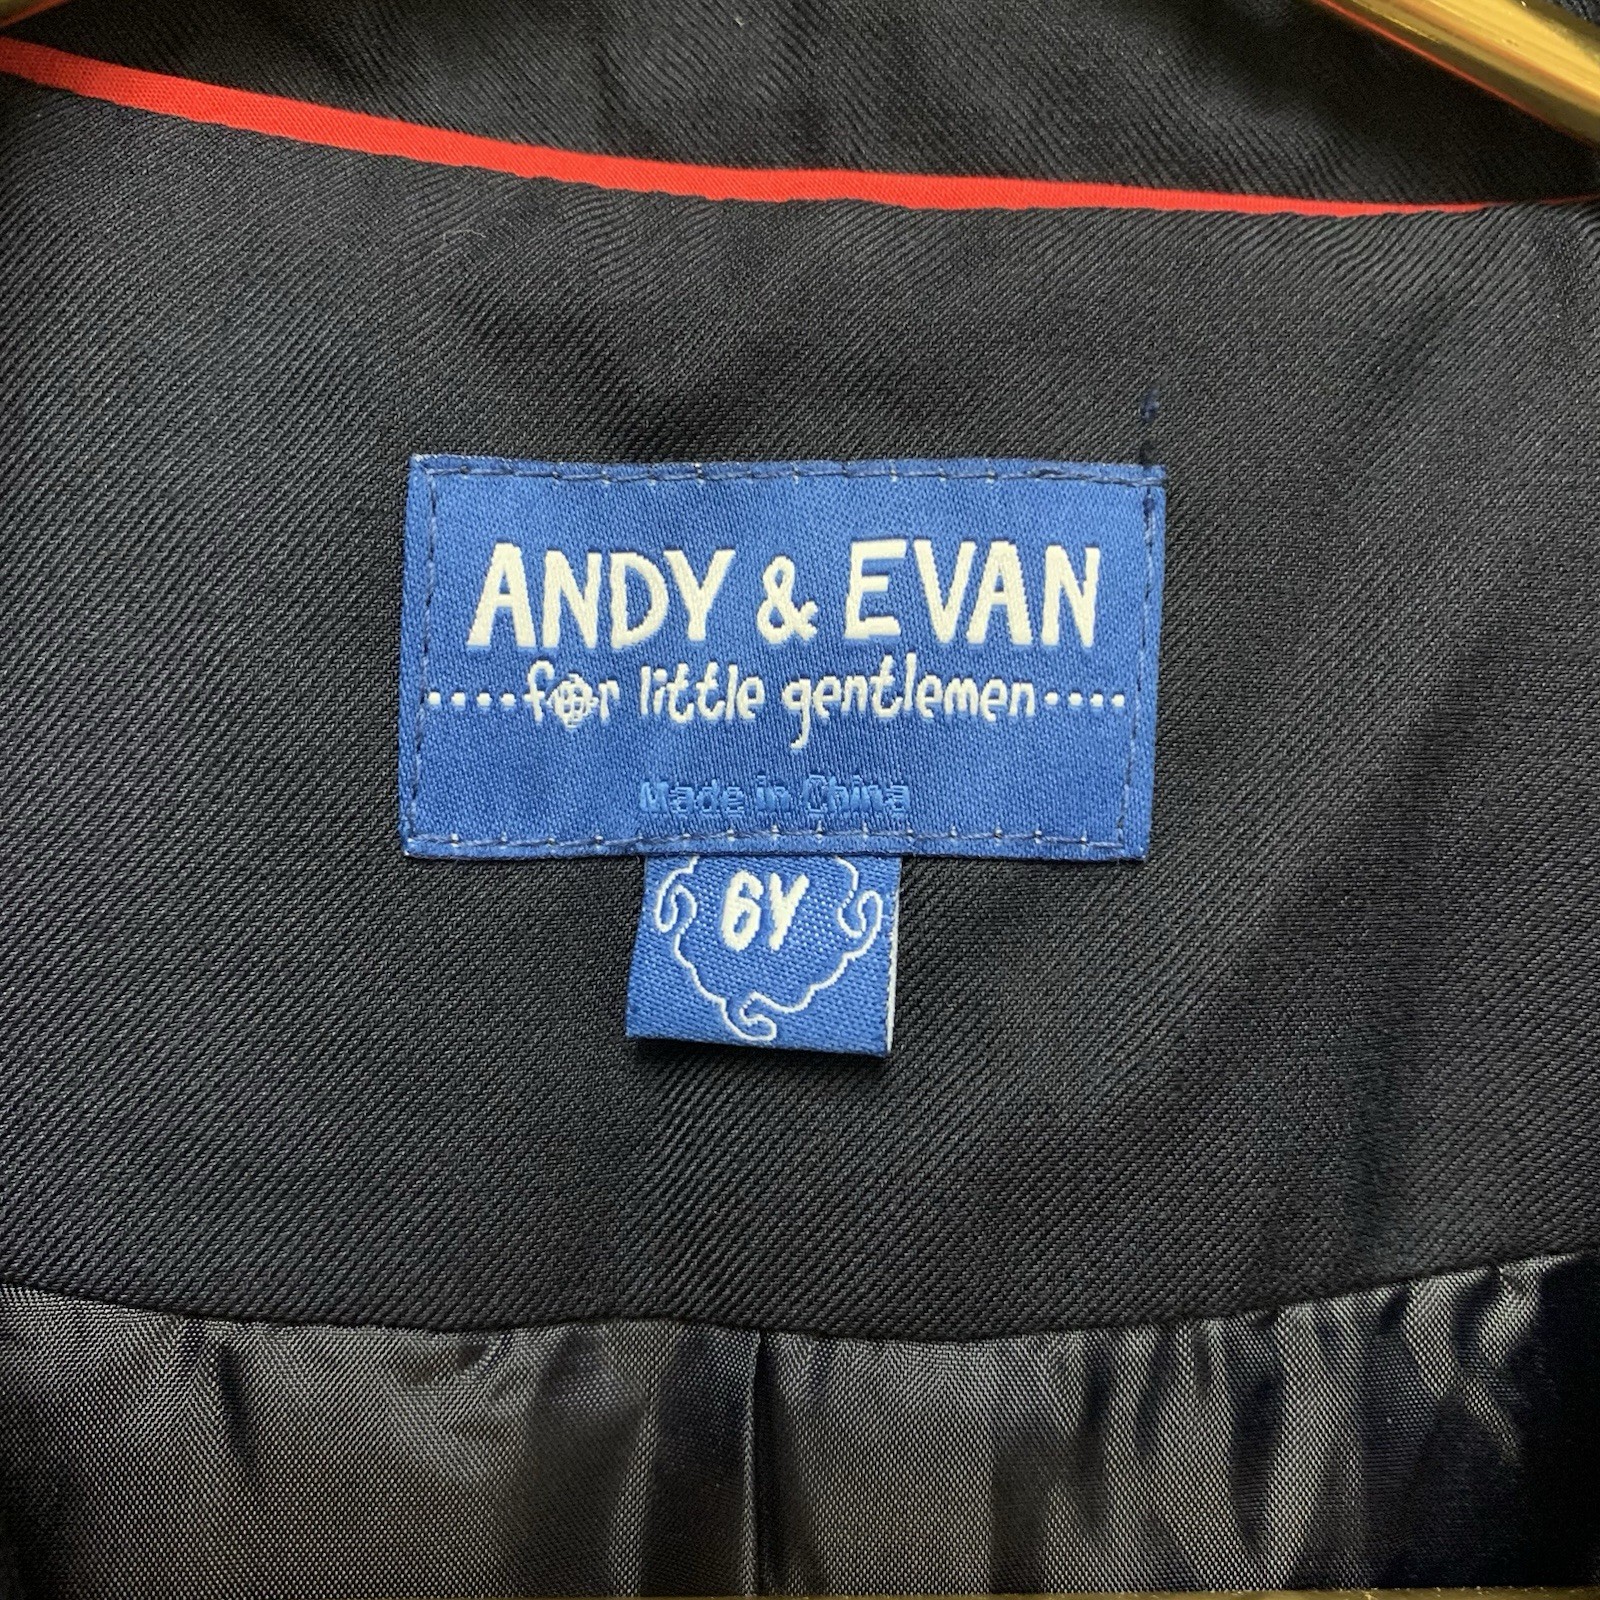 ANDY & EVAN
....for little gentlemen....
Made in China
6Y